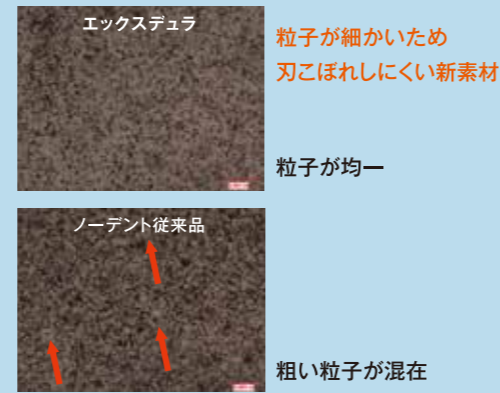 エックスデュラ
粒子が細かいため
刃こぼれしにくい新素材
粒子が均一
ノーデント従来品
粗い粒子が混在